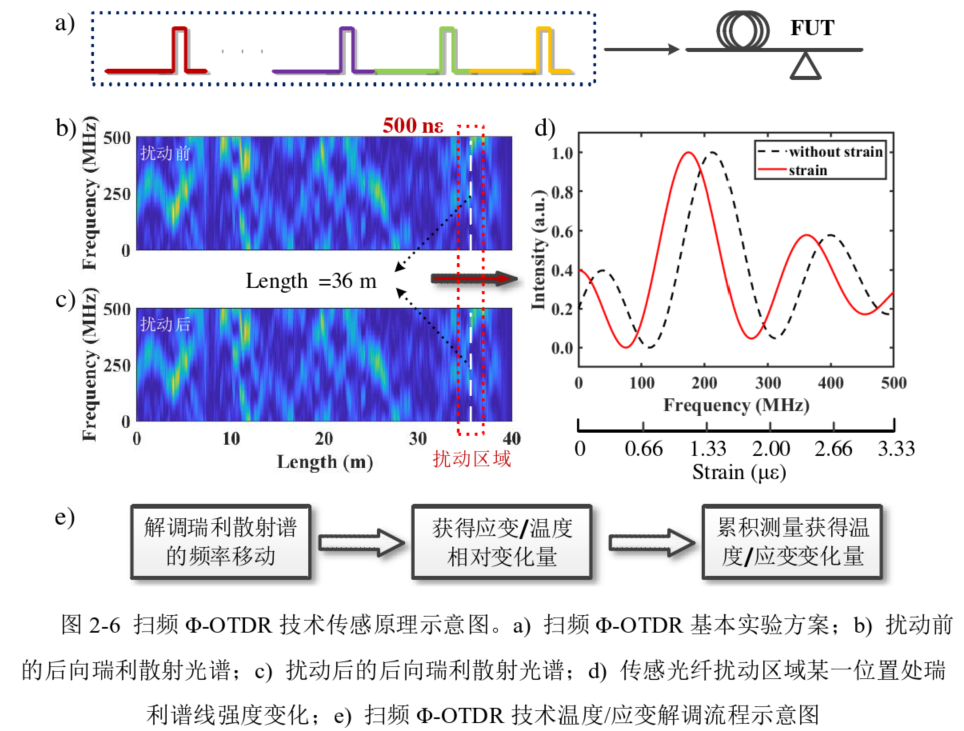 a)
FUT
b)
500 nε
d)
Frequency (MHz)
500
250
0
扰动前
Length =36 m
c)
Frequency (MHz)
500
250
0
扰动后
0
10
20
30
40
Length (m)
扰动区域
Intensity (a.u.)
1.0
0.8
0.6
0.4
0.2
0.0
without strain
strain
0
100
200
300
400
500
Frequency (MHz)
0
0.66
1.33
2.00
2.66
3.33
Strain (με)
e)
解调瑞利散射谱
的频率移动
获得应变/温度
相对变化量
累积测量获得温
度/应变变化量
图 2-6 扫频 Φ-OTDR 技术传感原理示意图。a) 扫频 Φ-OTDR 基本实验方案；b) 扰动前
的后向瑞利散射光谱；c) 扰动后的后向瑞利散射光谱；d) 传感光纤扰动区域某一位置处瑞
利谱线强度变化；e) 扫频 Φ-OTDR 技术温度/应变解调流程示意图